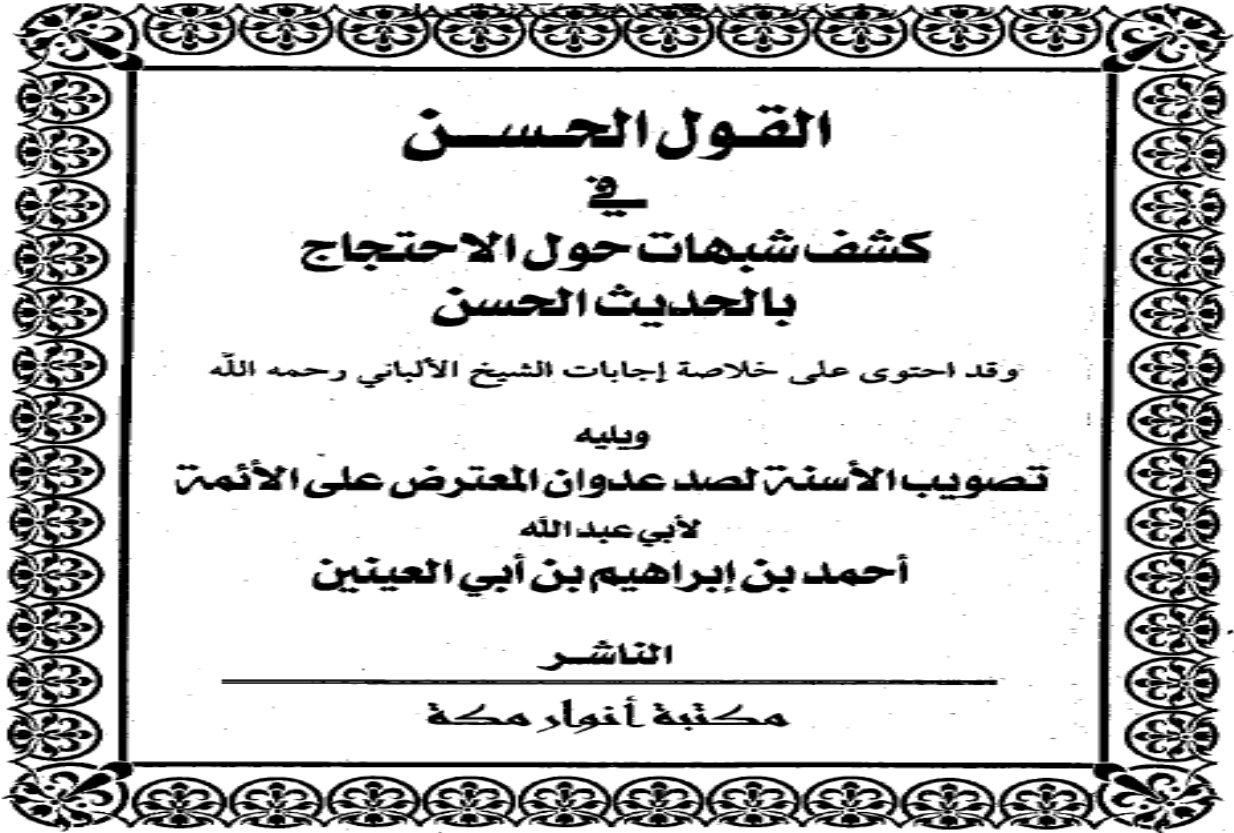 القول الحسن
في
كشف شبهات حول الاحتجاج
بالحديث الحسن
وقد احتوى على خلاصة إجابات الشيخ الألباني رحمه الله
ويليه
تصويب الأسنة لصد عدوان المعترض على الأئمة
لأبي عبد الله
أحمد بن إبراهيم بن أبي العينين
الناشر
مكتبة أنوار مكة